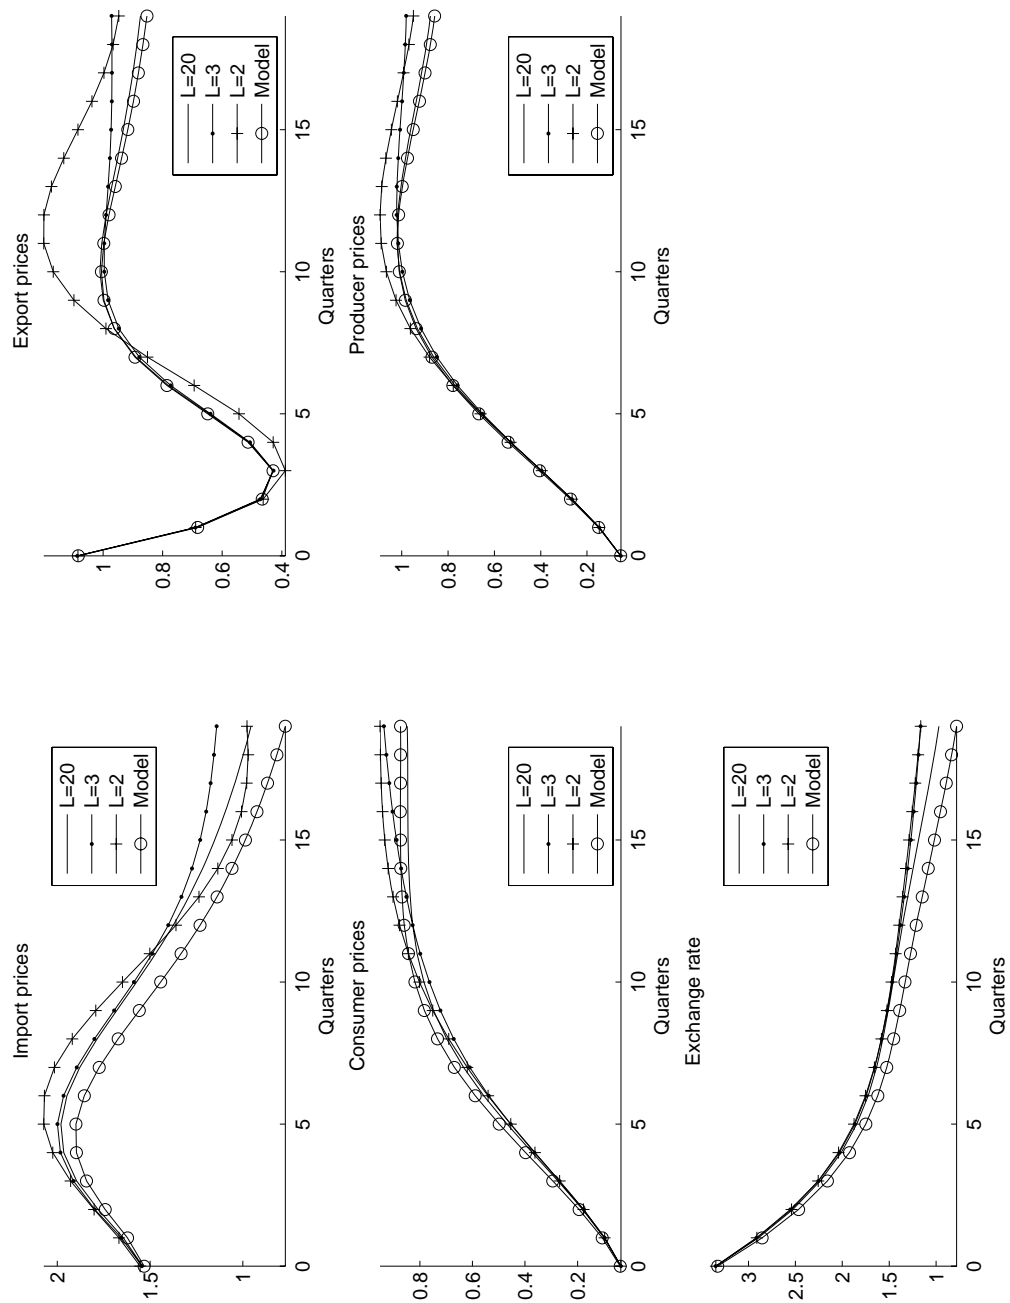 Import prices
2
1.5
1
0 5 10 15
Quarters
L=20
L=3
L=2
Model
Export prices
1
0.8
0.6
0.4
0 5 10 15
Quarters
L=20
L=3
L=2
Model
Consumer prices
0.8
0.6
0.4
0.2
0 5 10 15
Quarters
L=20
L=3
L=2
Model
Producer prices
1
0.8
0.6
0.4
0.2
0 5 10 15
Quarters
L=20
L=3
L=2
Model
Exchange rate
3
2.5
2
1.5
1
0 5 10 15
Quarters
L=20
L=3
L=2
Model